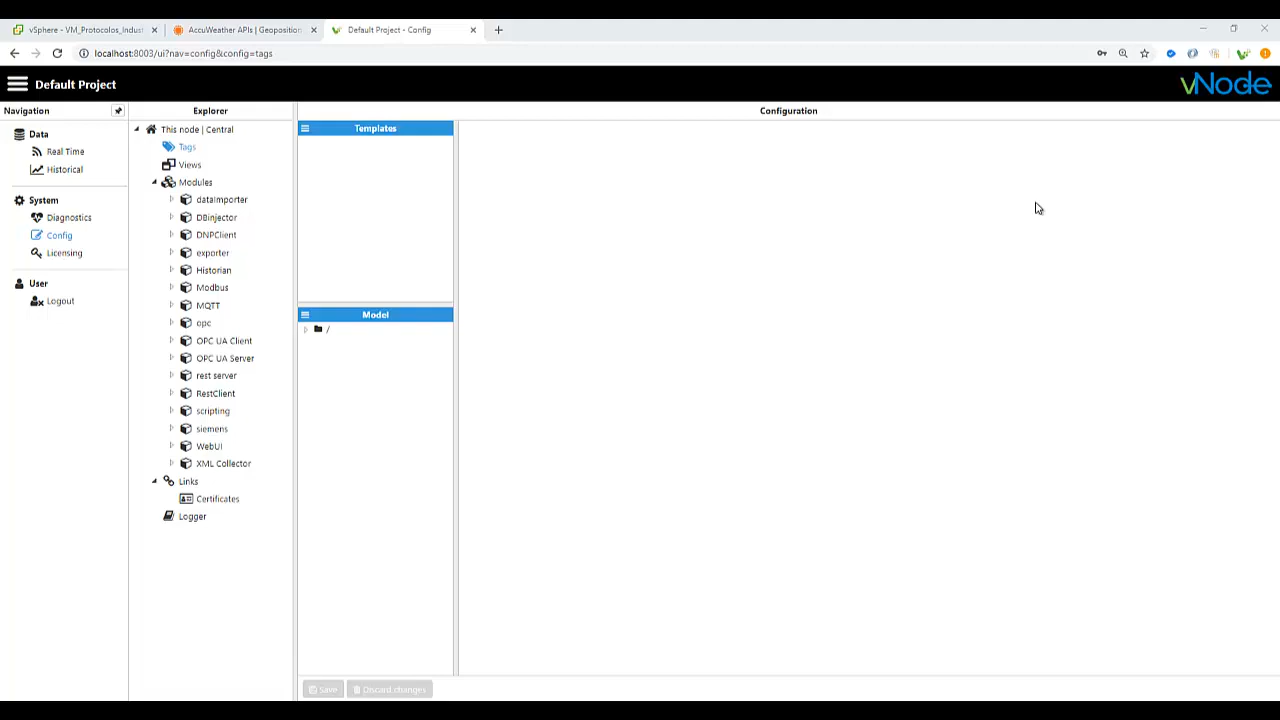 vSphere - VM_Protocolos_Indust
AccuWeather APIs | Geoposition
Default Project - Config
localhost:8003/ui?nav=config&config=tags
Default Project
vNode
Navigation
Explorer
Configuration
Data
Real Time
Historical
System
Diagnostics
Config
Licensing
User
Logout
This node | Central
Tags
Views
Modules
dataImporter
DBinjector
DNPClient
exporter
Historian
Modbus
MQTT
opc
OPC UA Client
OPC UA Server
rest server
RestClient
scripting
siemens
WebUI
XML Collector
Links
Certificates
Logger
Templates
Model
/
Save
Discard changes